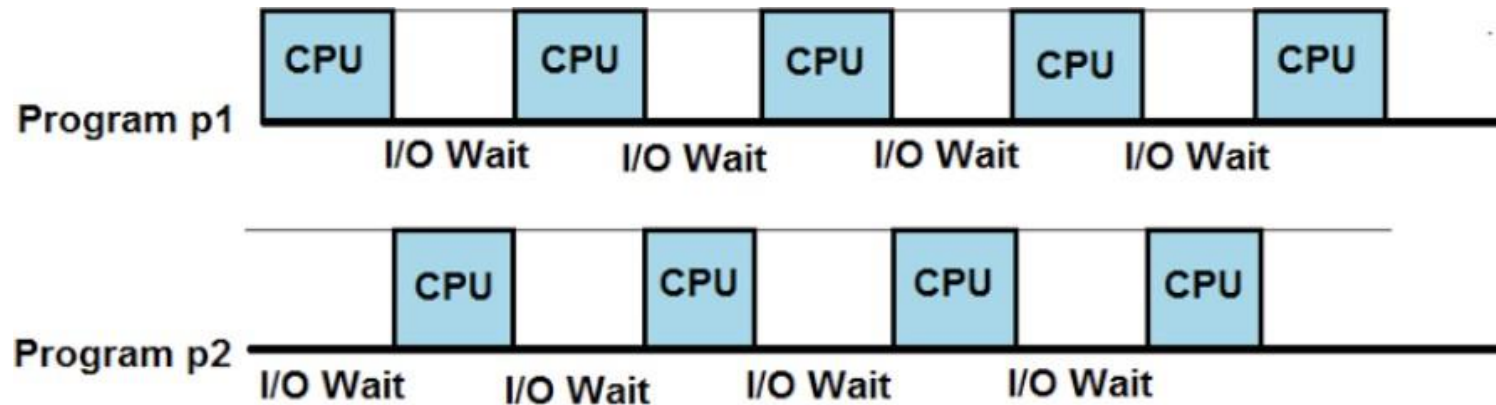 CPU CPU CPU CPU CPU
Program p1
I/O Wait I/O Wait I/O Wait I/O Wait
CPU CPU CPU CPU
Program p2
I/O Wait I/O Wait I/O Wait I/O Wait